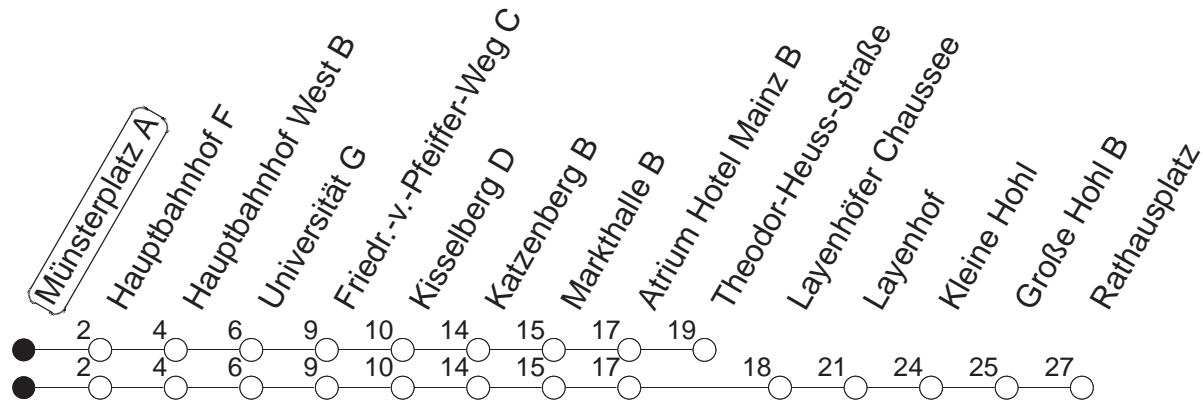 Münsterplatz A
Hauptbahnhof F
Hauptbahnhof West B
Universität G
Friedr.-v.-Pfeiffer-Weg C
Kisselberg D
Katzenberg B
Markthalle B
Atrium Hotel Mainz B
Theodor-Heuss-Straße
Layenhöfer Chaussee
Layenhof
Kleine Hohl
Große Hohl B
Rathausplatz
2 4 6 9 10 14 15 17 19
2 4 6 9 10 14 15 17 18 21 24 25 27